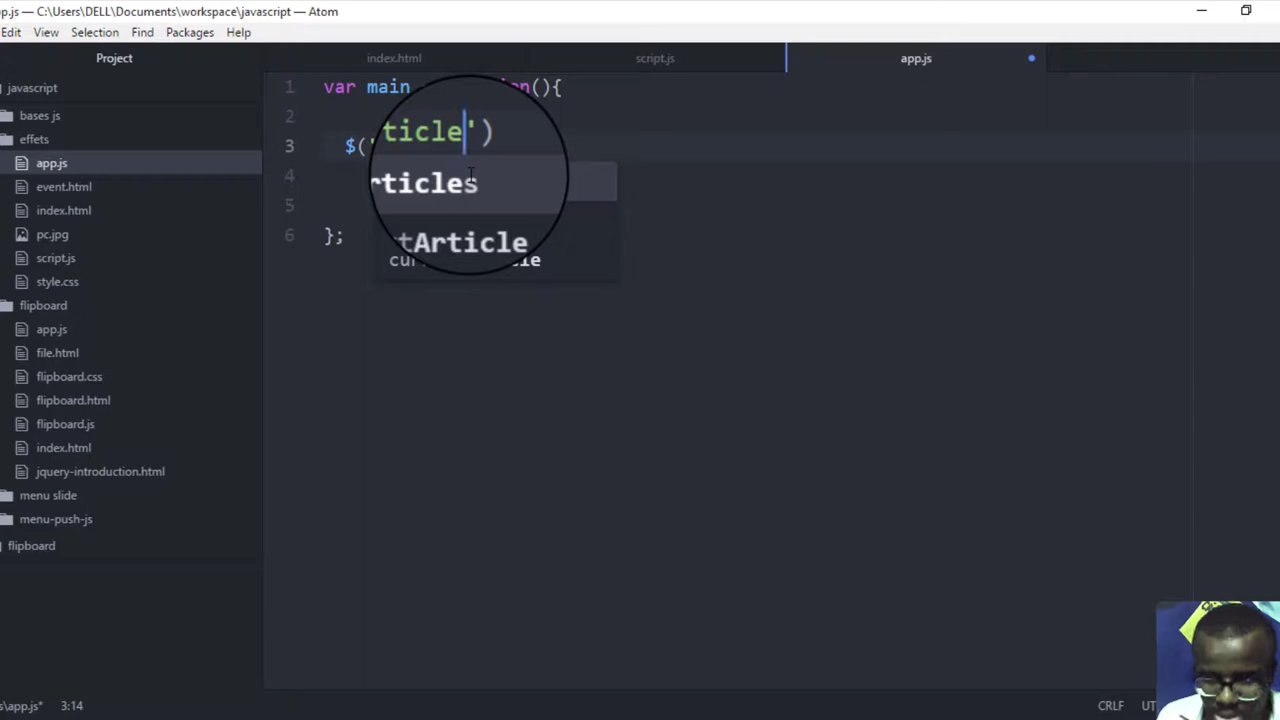 pp.js — C:\Users\DELL\Documents\workspace\javascript — Atom
Edit View Selection Find Packages Help
Project
index.html
script.js
app.js
javascript
bases js
effets
app.js
event.html
index.html
pc.jpg
script.js
style.css
flipboard
app.js
file.html
flipboard.css
flipboard.html
flipboard.js
index.html
jquery-introduction.html
menu slide
menu-push-js
flipboard
1 var main (){
2
ticle')
3 $('
4 rticles
5
tArticle
6 };
s\app.js* 3:14
CRLF